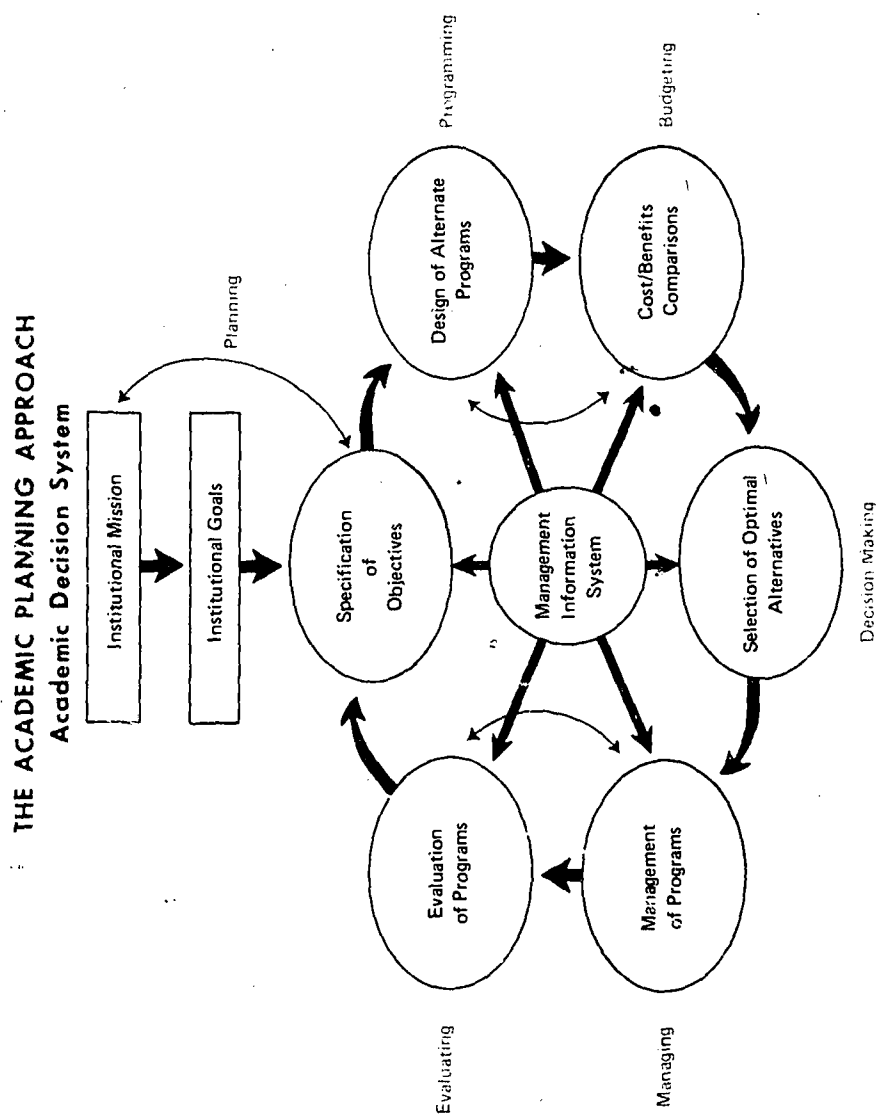 THE ACADEMIC PLANNING APPROACH
Academic Decision System
Institutional Mission
Planning
Institutional Goals
Specification
of
Objectives
Programming
Design of Alternate
Programs
Budgeting
Cost/Benefits
Comparisons
Management
Information
System
Selection of Optimal
Alternatives
Decision Making
Management
of Programs
Managing
Evaluation
of Programs
Evaluating